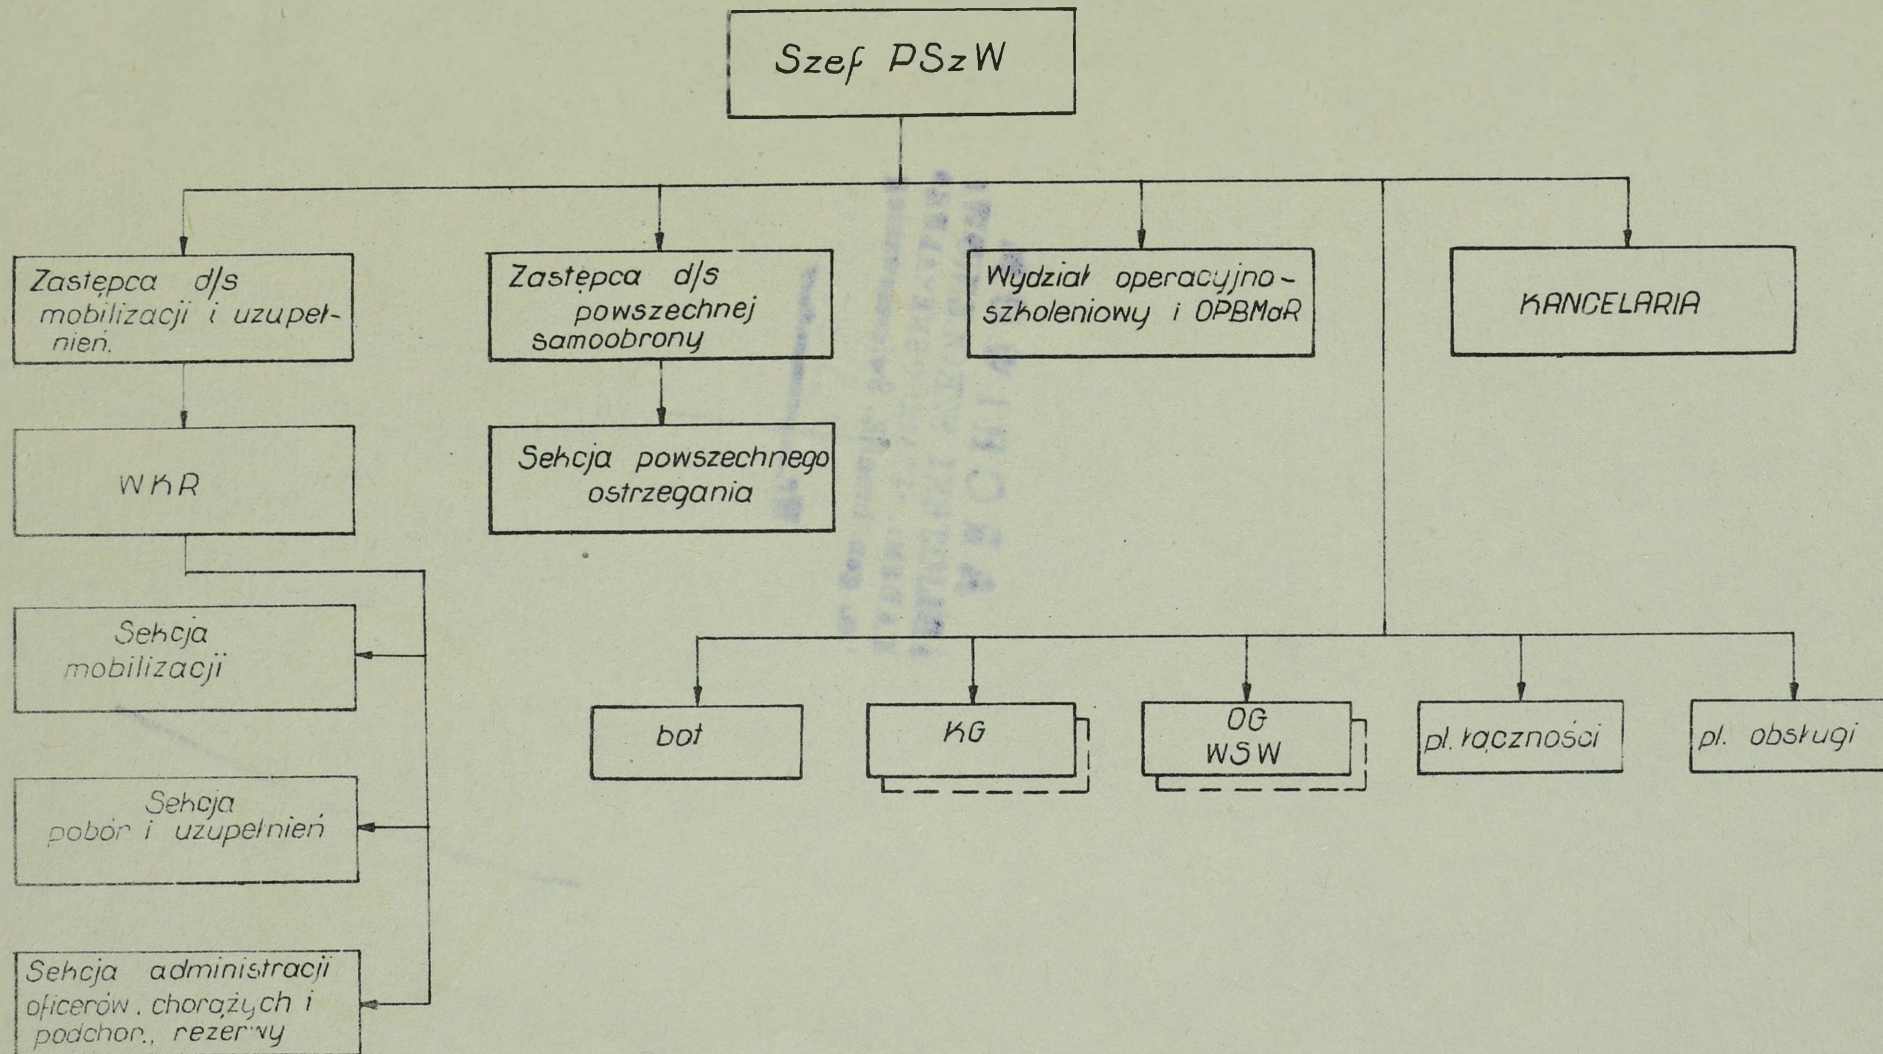 Szef PSzW
Zastępca d/s
mobilizacji i uzupeł-
nień.
Zastępca d/s
powszechnej
samoobrony
Wydział operacyjno-
szkoleniowy i OPBMaR
KANCELARIA
WKR
Sekcja powszechnego
ostrzegania
Sekcja
mobilizacji
Sekcja
pobór i uzupełnień
Sekcja administracji
oficerów, chorążych i
podchor., rezerwy
bot
KG
OG
WSW
pl. łączności
pl. obsługi